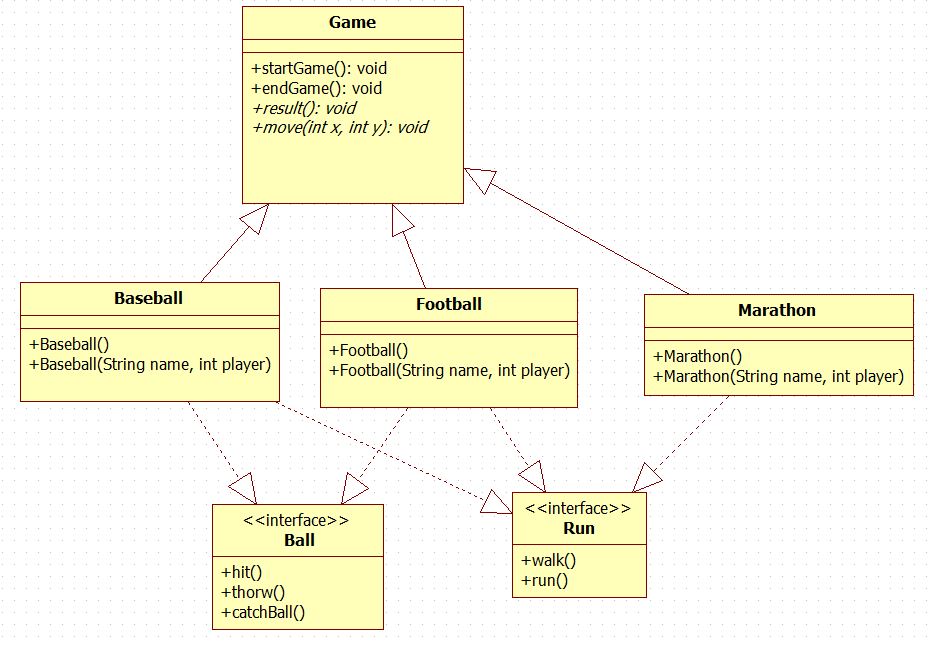 Game
+startGame(): void
+endGame(): void
+result(): void
+move(int x, int y): void
Baseball
+Baseball()
+Baseball(String name, int player)
Football
+Football()
+Football(String name, int player)
Marathon
+Marathon()
+Marathon(String name, int player)
<<interface>>
Ball
+hit()
+thorw()
+catchBall()
<<interface>>
Run
+walk()
+run()